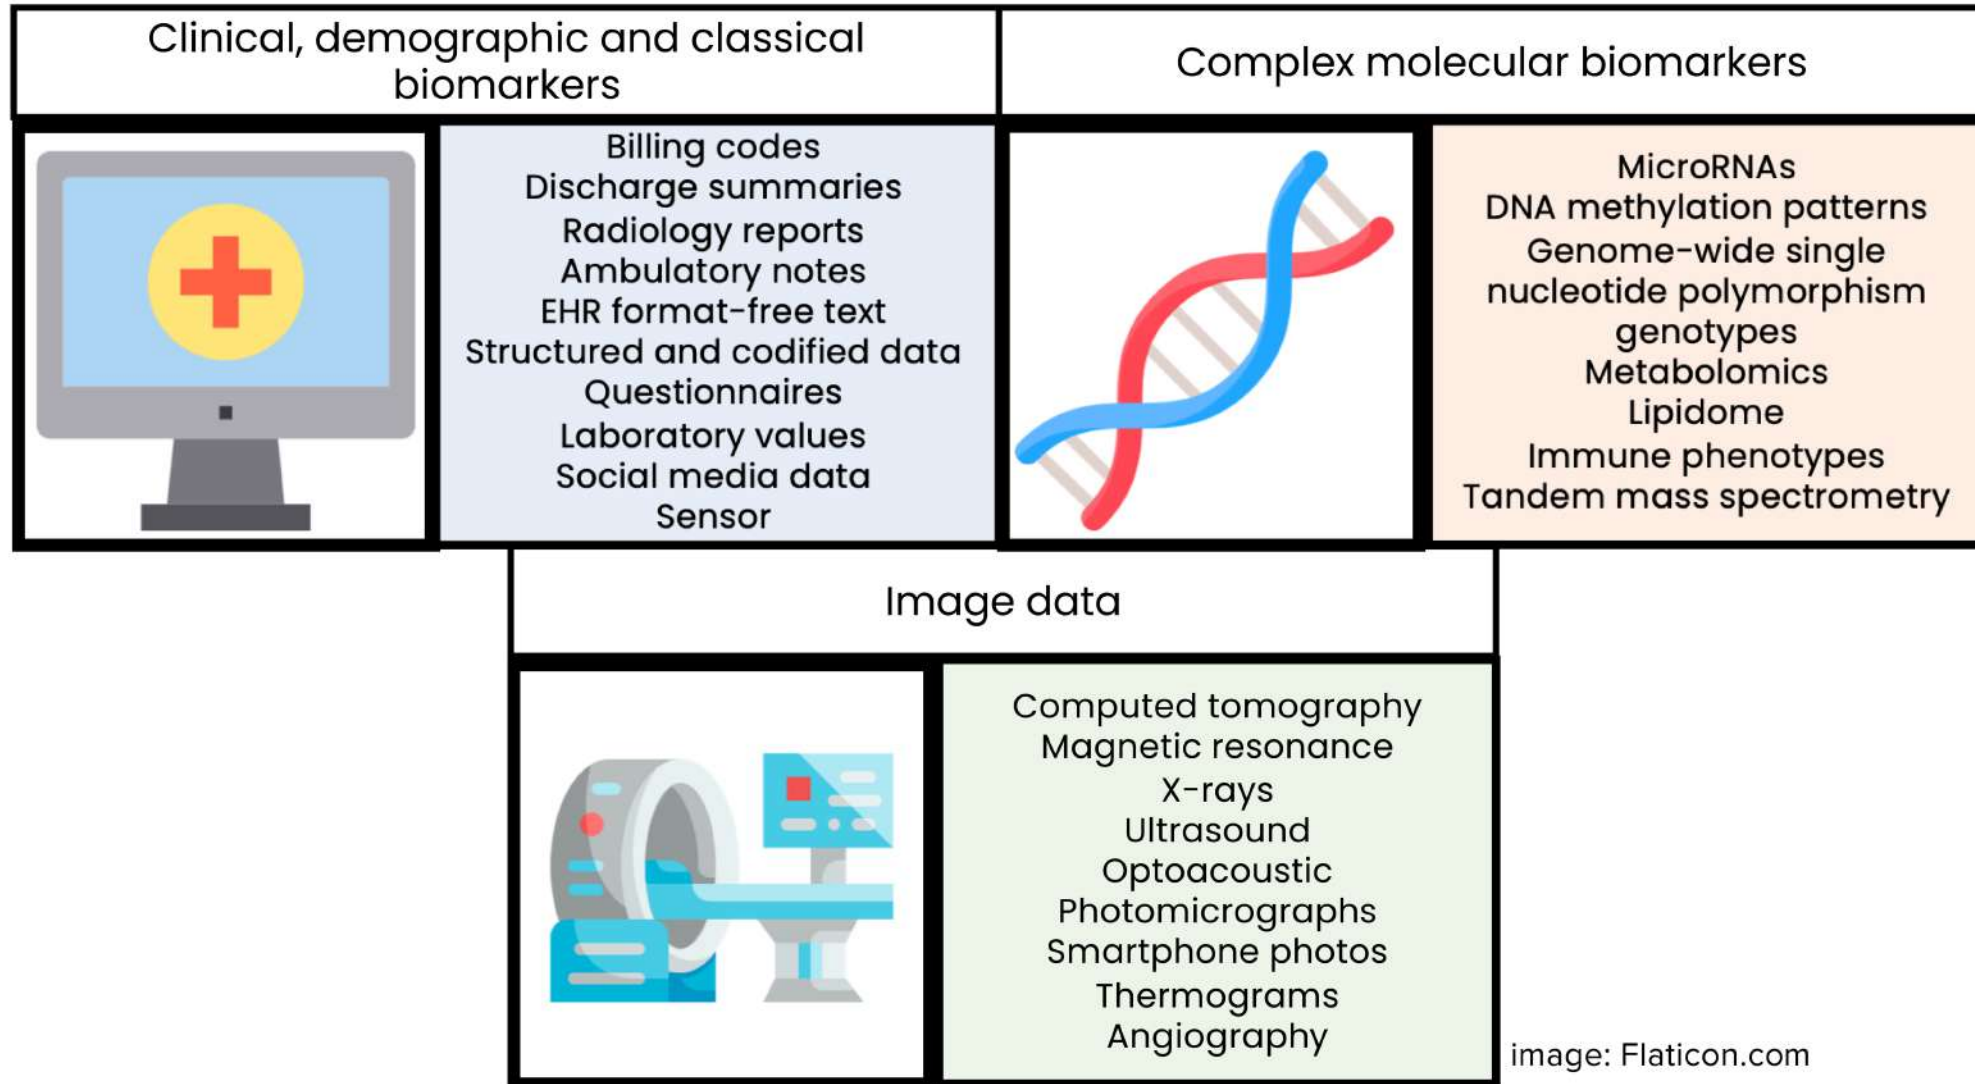 Clinical, demographic and classical
biomarkers
Complex molecular biomarkers
Billing codes
Discharge summaries
Radiology reports
Ambulatory notes
EHR format-free text
Structured and codified data
Questionnaires
Laboratory values
Social media data
Sensor
MicroRNAs
DNA methylation patterns
Genome-wide single
nucleotide polymorphism
genotypes
Metabolomics
Lipidome
Immune phenotypes
Tandem mass spectrometry
Image data
Computed tomography
Magnetic resonance
X-rays
Ultrasound
Optoacoustic
Photomicrographs
Smartphone photos
Thermograms
Angiography
image: Flaticon.com